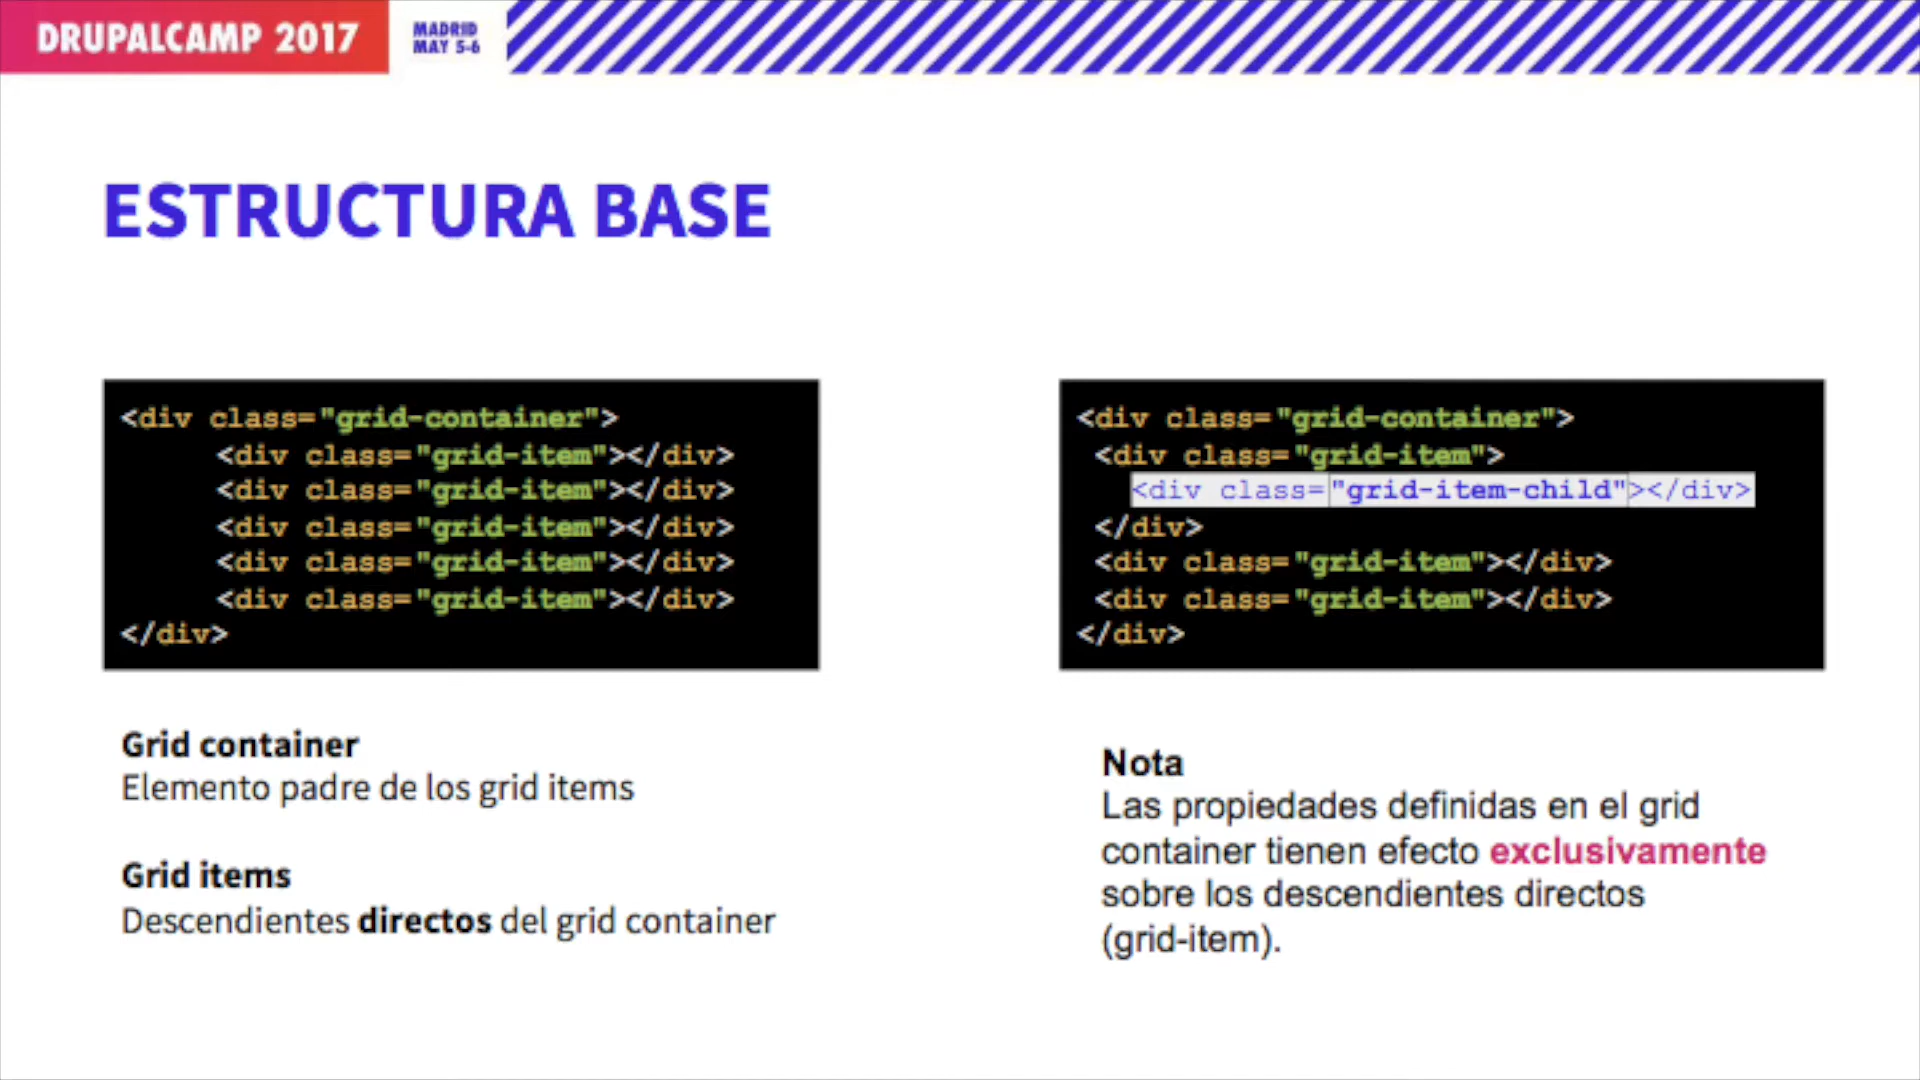 DRUPALCAMP 2017
MADRID
MAY 5-6
ESTRUCTURA BASE
<div class="grid-container">
<div class="grid-item"></div>
<div class="grid-item"></div>
<div class="grid-item"></div>
<div class="grid-item"></div>
<div class="grid-item"></div>
</div>
Grid container
Elemento padre de los grid items
Grid items
Descendientes directos del grid container
<div class="grid-container">
<div class="grid-item">
<div class="grid-item-child"></div>
</div>
<div class="grid-item"></div>
<div class="grid-item"></div>
</div>
Nota
Las propiedades definidas en el grid
container tienen efecto exclusivamente
sobre los descendientes directos
(grid-item).